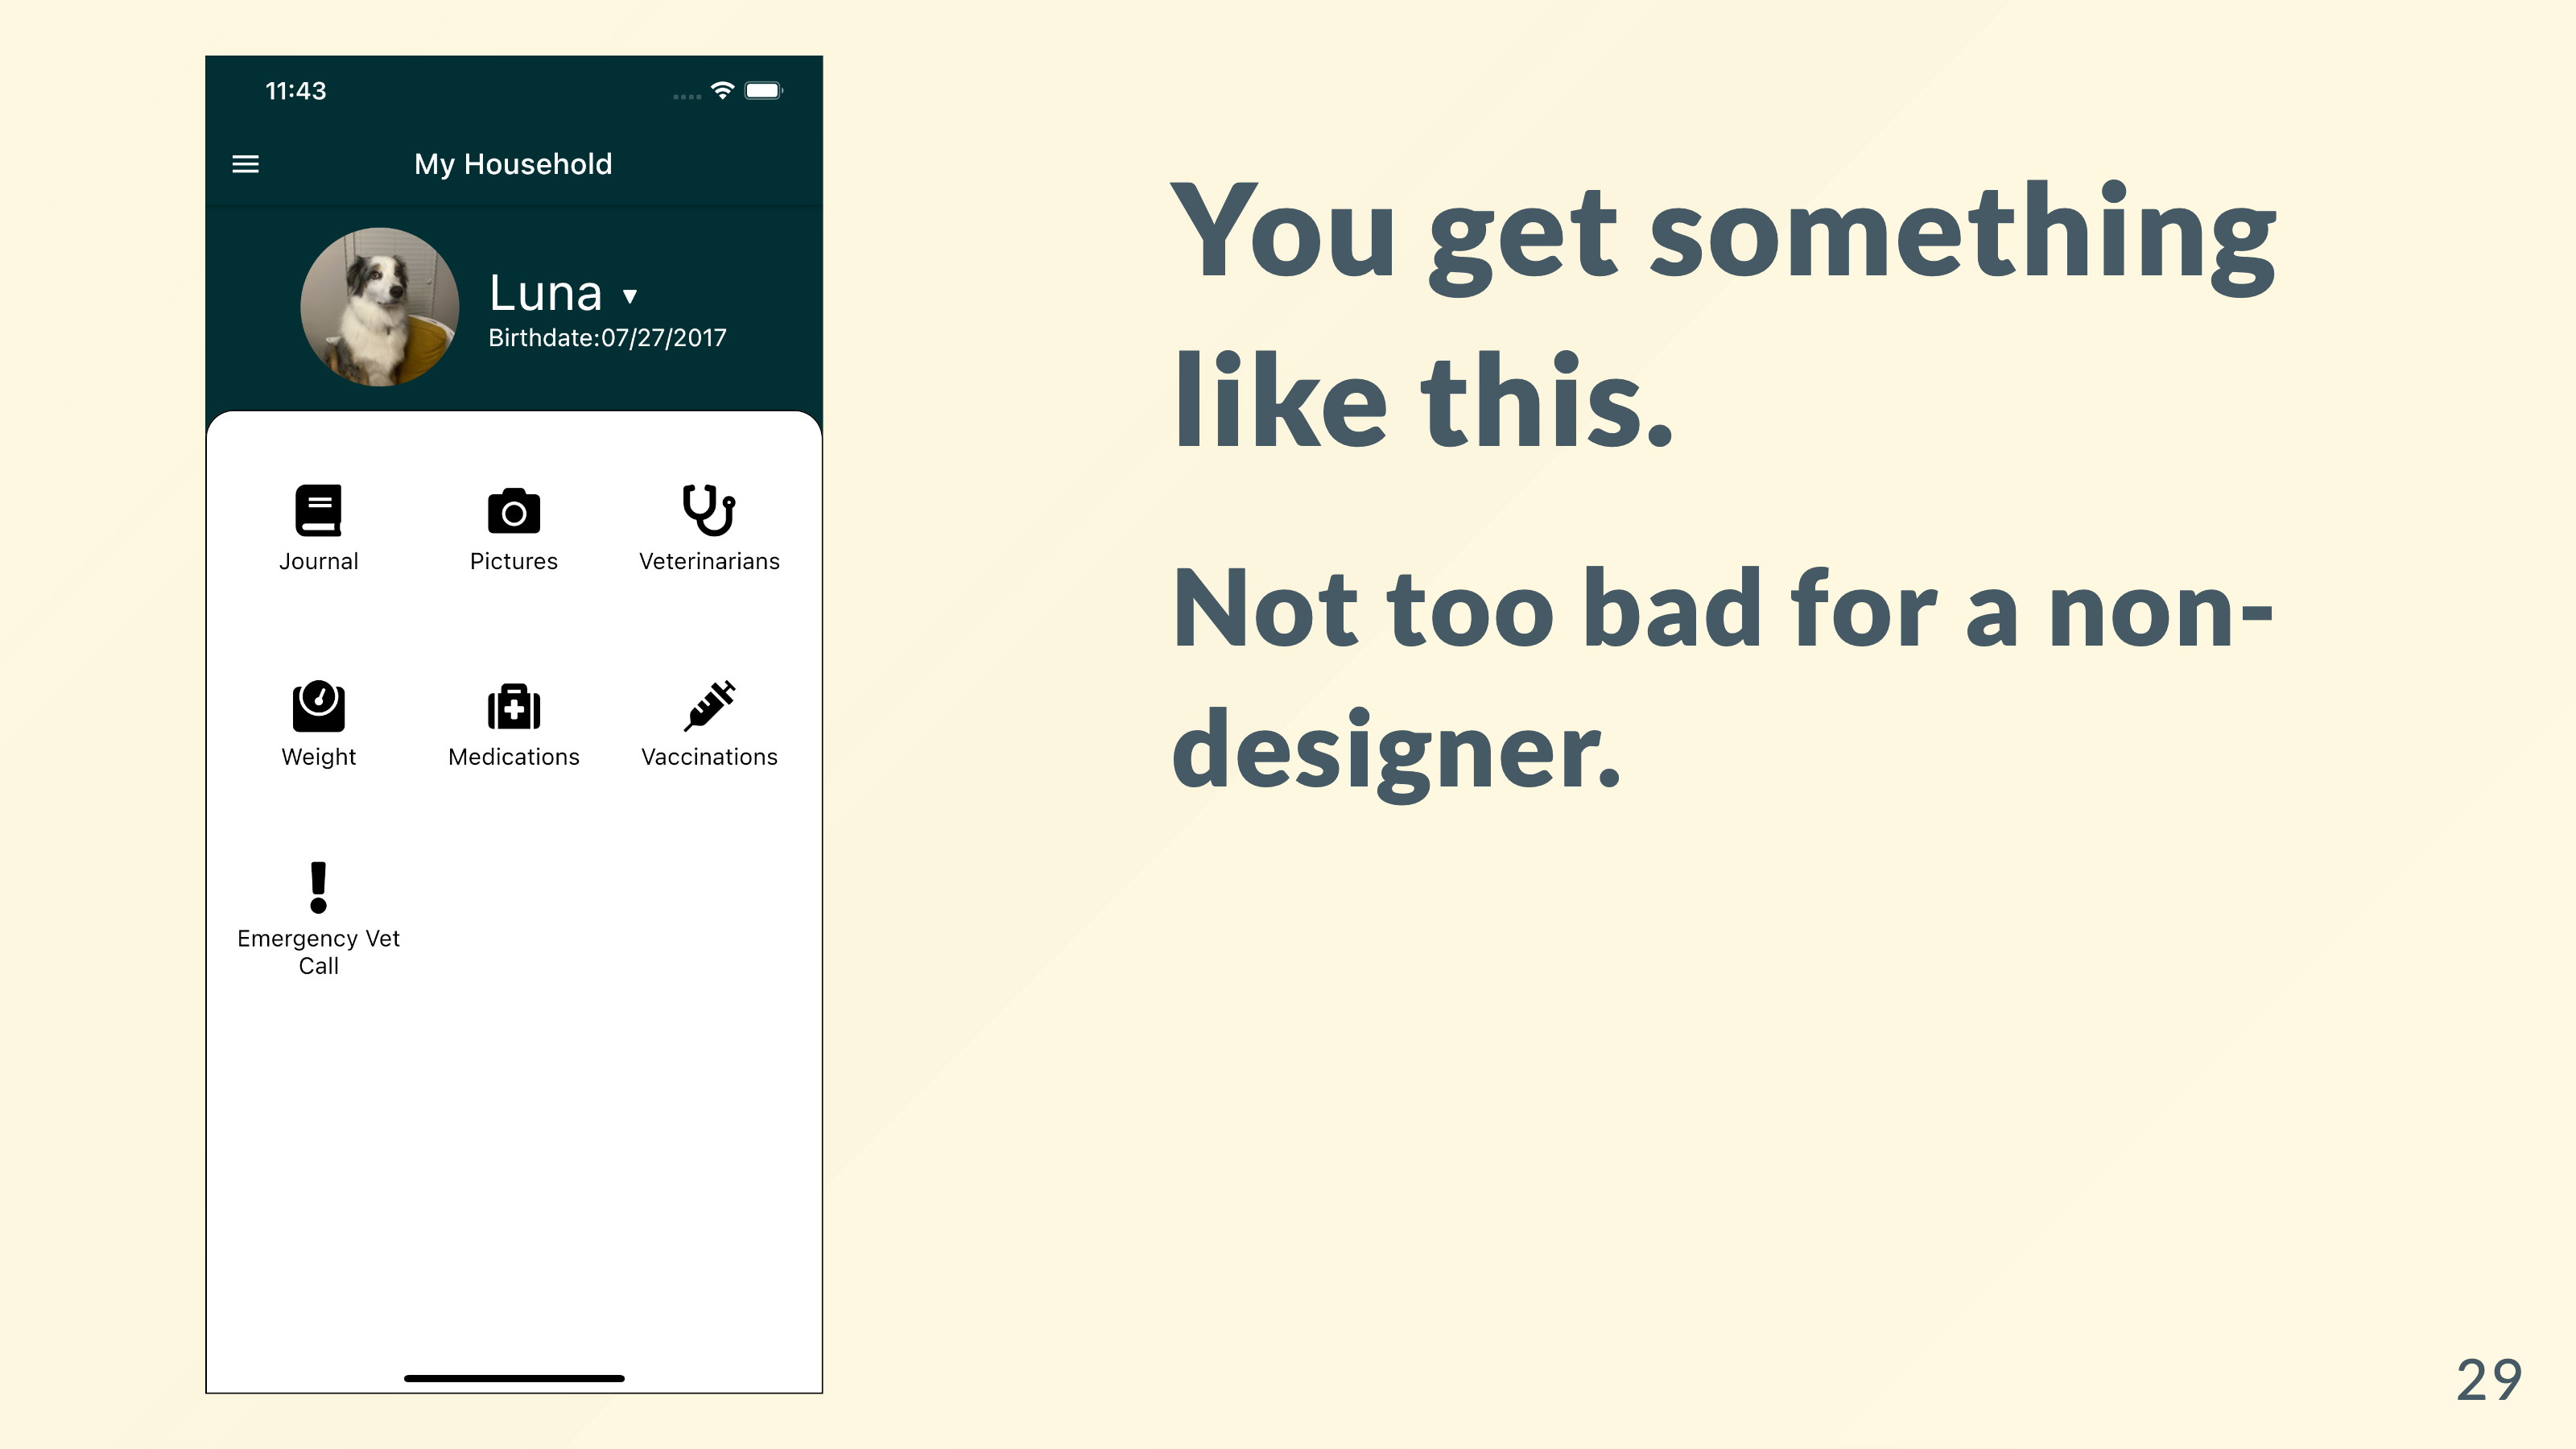 11:43
My Household
Luna ▼
Birthdate:07/27/2017
Journal
Pictures
Veterinarians
Weight
Medications
Vaccinations
Emergency Vet
Call
You get something
like this.
Not too bad for a non-
designer.
29